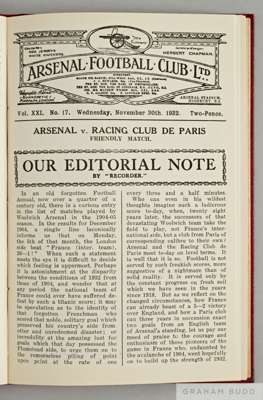 ARSENAL FOOTBALL CLUB LTD
HERBERT CHAPMAN.
ARSENAL STADIUM,
HIGHBURY, N.5
Vol. XXI. No. 17. Wednesday, November 30th, 1932. Two-Pence.
ARSENAL v. RACING CLUB DE PARIS
FRIENDLY MATCH.
OUR EDITORIAL NOTE
BY "RECORDER."
In an old forgotten Football
Annual, now over a quarter of a
century old, there is a curious entry
in the list of matches played by
Woolwich Arsenal in the 1904-05
season. In the results for December,
1904, a single line laconically
informs us that on Monday,
the 5th of that month, the London
side beat "France (inter. team),
26—1!" When such a statement
meets the eye it is difficult to decide
which feeling is uppermost. Perhaps
it is astonishment at the disparity
between the conditions of 1932 from
those of 1904, and wonder that at
any period the national team of
France could ever have suffered defeat
by such a titanic score; it may
be speculation as to the identity of
that forgotten Frenchman who
scored that noble, solitary goal which
preserved his country's side from
utter and unredeemed disaster; or
incredulity at the amazing lust for
goals which that day possessed the
Plumstead side, to urge them on to
the remorseless piling of point
upon point at the rate of one
every three and a half minutes.
Who can even in his wildest
thoughts imagine such a ludicrous
score to-day, when, twenty eight
years later, the successors of that
devastating Woolwich team take the
field to play, not France's international
side, but a club from Paris of
corresponding calibre to their own!
Arsenal and the Racing Club de
Paris meet to-day on level terms. It
is well that it is so. Football is not
served by such freakish scores, more
suggestive of a nightmare than of
solid reality. It is served only by
the constant progress on fresh soil
which we have seen in the years
since 1918. But as we reflect on the
changed circumstances, how France
can already boast of a 5—2 victory
over England, and how a Paris club
can three years in succession exact
two goals from an English team
of Arsenal's standing, let us pay our
meed of praise to the courage and
enthusiasm of those pioneers of the
game in France who, undaunted by
the avalanche of 1904, went hopefully
on to build up the strength of 1932.
GRAHAM BUDD